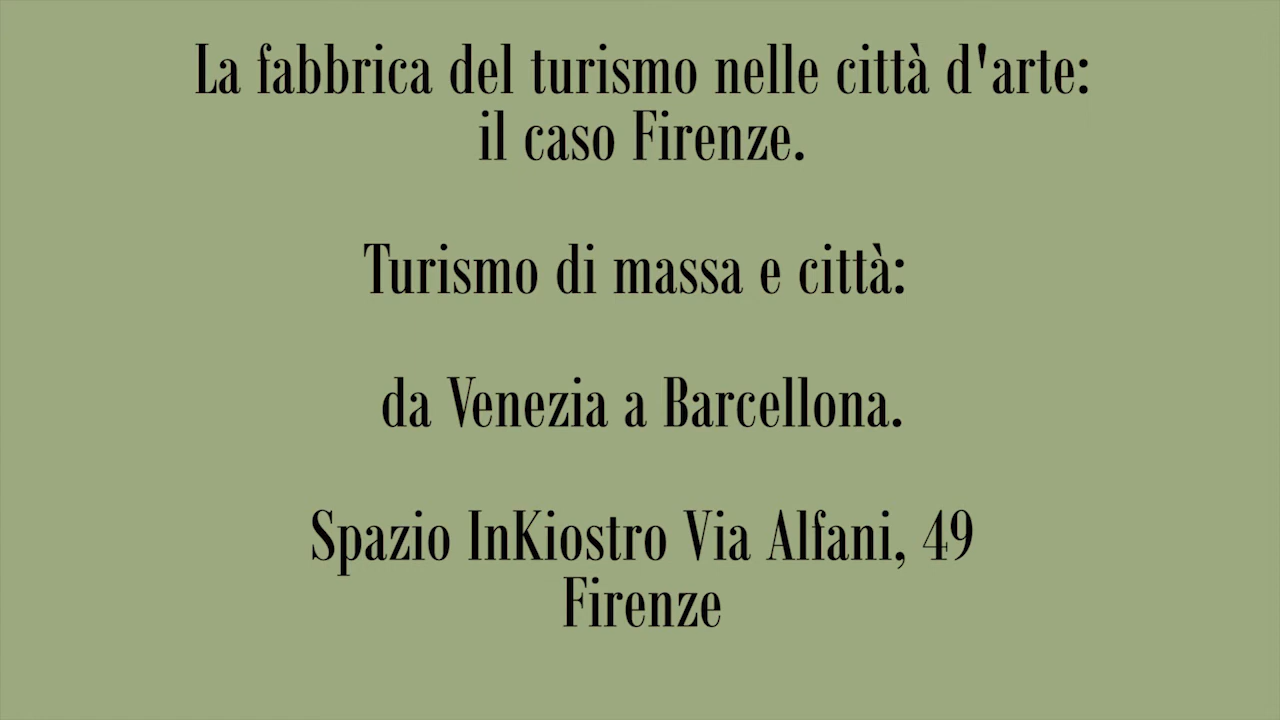 La fabbrica del turismo nelle città d'arte:
il caso Firenze.
Turismo di massa e città:
da Venezia a Barcellona.
Spazio InKiostro Via Alfani, 49
Firenze